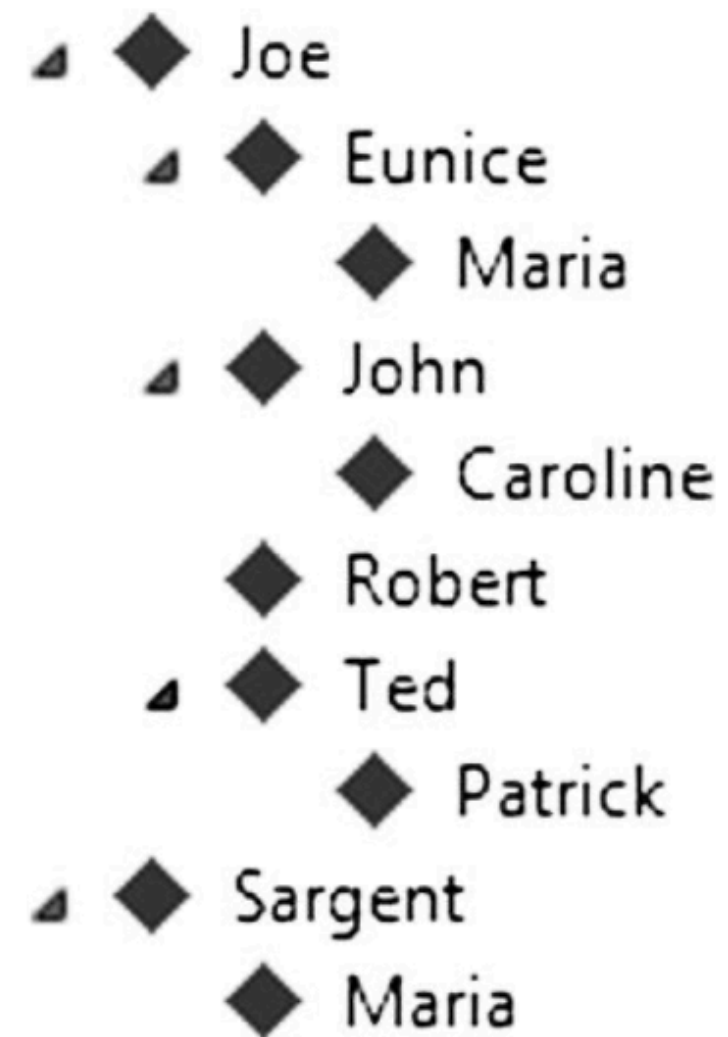 Joe
Eunice
Maria
John
Caroline
Robert
Ted
Patrick
Sargent
Maria